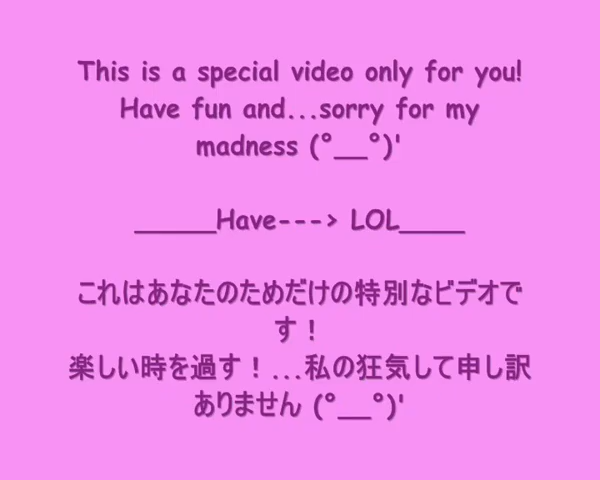 This is a special video only for you!
Have fun and...sorry for my
madness (°__°)'
_____Have---> LOL____
これはあなたのためだけの特別なビデオで
す！
楽しい時を過す！...私の狂気して申し訳
ありません (°__°)'